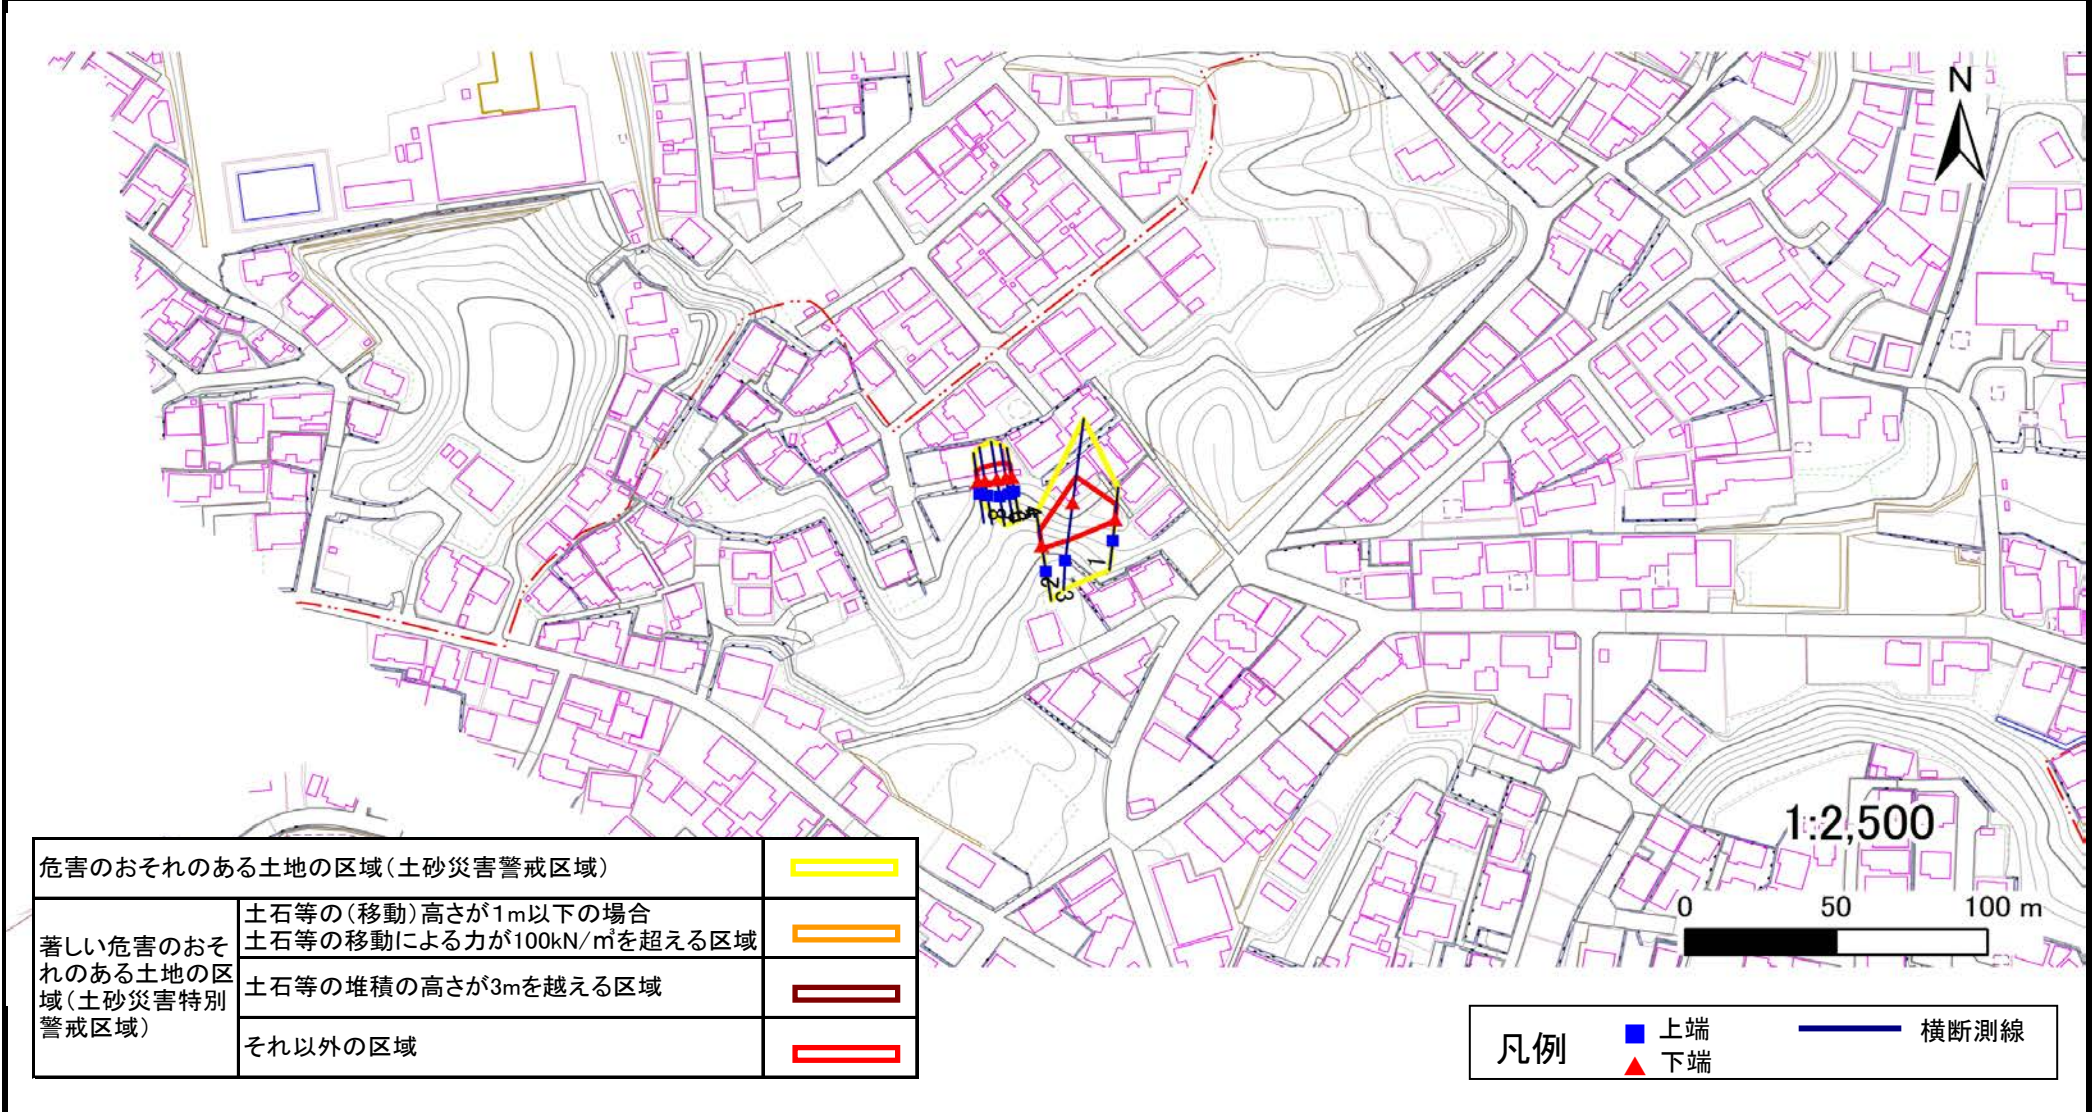 N
1
2
3
1:2,500
0 50 100 m
危害のおそれのある土地の区域(土砂災害警戒区域)
著しい危害のおそ
れのある土地の区
域(土砂災害特別
警戒区域)
土石等の(移動)高さが1m以下の場合
土石等の移動による力が100kN/㎡を超える区域
土石等の堆積の高さが3mを越える区域
それ以外の区域
凡例
上端
下端
横断測線